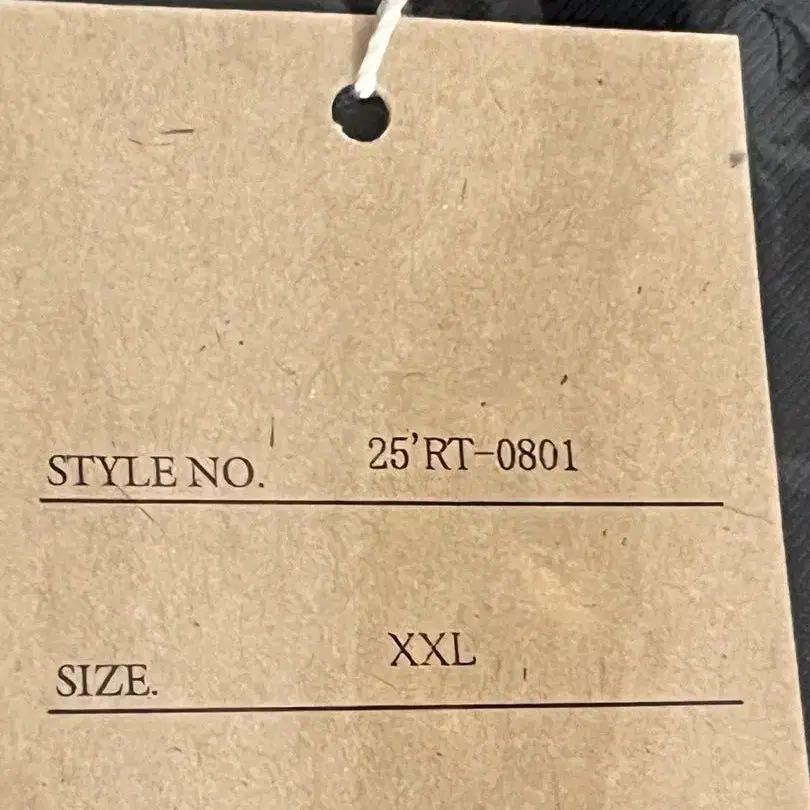 STYLE NO. 25'RT-0801
SIZE. XXL